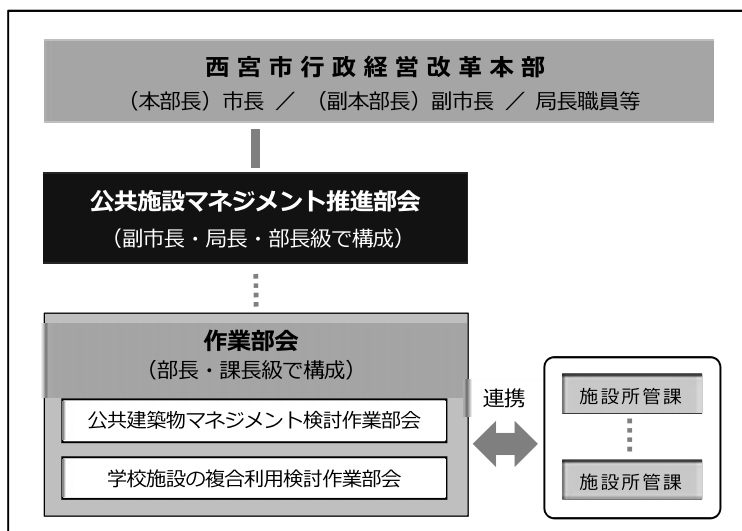 西宮市行政経営改革本部
（本部長）市長 ／ （副本部長）副市長 ／ 局長職員等
公共施設マネジメント推進部会
（副市長・局長・部長級で構成）
作業部会
（部長・課長級で構成）
公共建築物マネジメント検討作業部会
学校施設の複合利用検討作業部会
連携
施設所管課
施設所管課